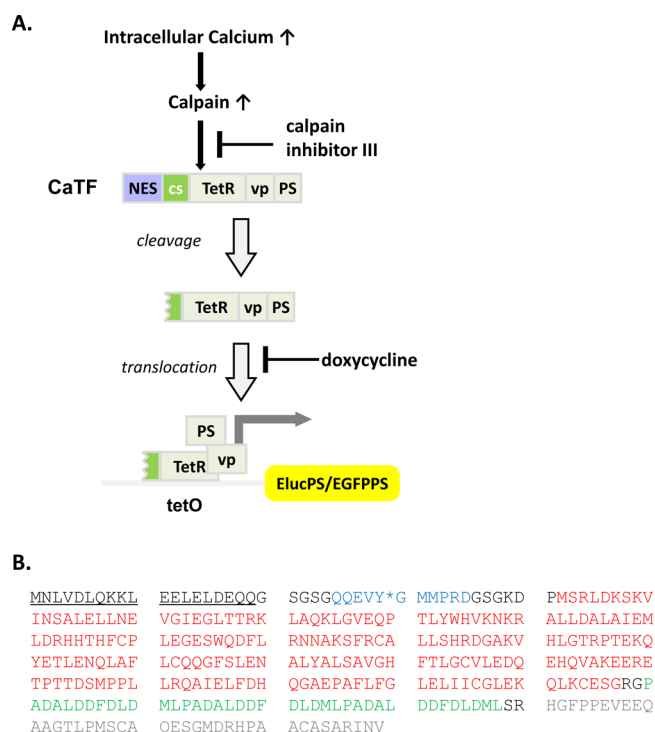 A.
Intracellular Calcium ↑
Calpain ↑
calpain
inhibitor III
CaTF
NES cs TetR vp PS
cleavage
TetR vp PS
translocation
doxycycline
PS
TetR vp
tetO
ElucPS/EGFPPS
B.
MNLVDLQKKL EELELDEQQG SGSGQQEVY*G MMPRDGSGKD PMSRLDKSKV
INSALELLNE VGIEGLTTRK LAQKLGVEQP TLYWHVKNKR ALLDALAIEM
LDRHHTHFCP LEGESWQDFL RNNAKSFRCA LLSHRDGAKV HLGTRPTEKQ
YETLENQLAF LCQQGFSLEN ALYALSAVGH FTLGCVLEDQ EHQVAKEERE
TPTTDSMPPL LRQAIELFDH QGAEPAFLFG LELIICGLEK QLKCESGRGP
ADALDDFDLD MLPADALDDF DLDMLPADAL DDFDLDMLSR HGFPPEVEEQ
AAGTLPMSCA QESGMDRHPA ACASARINV